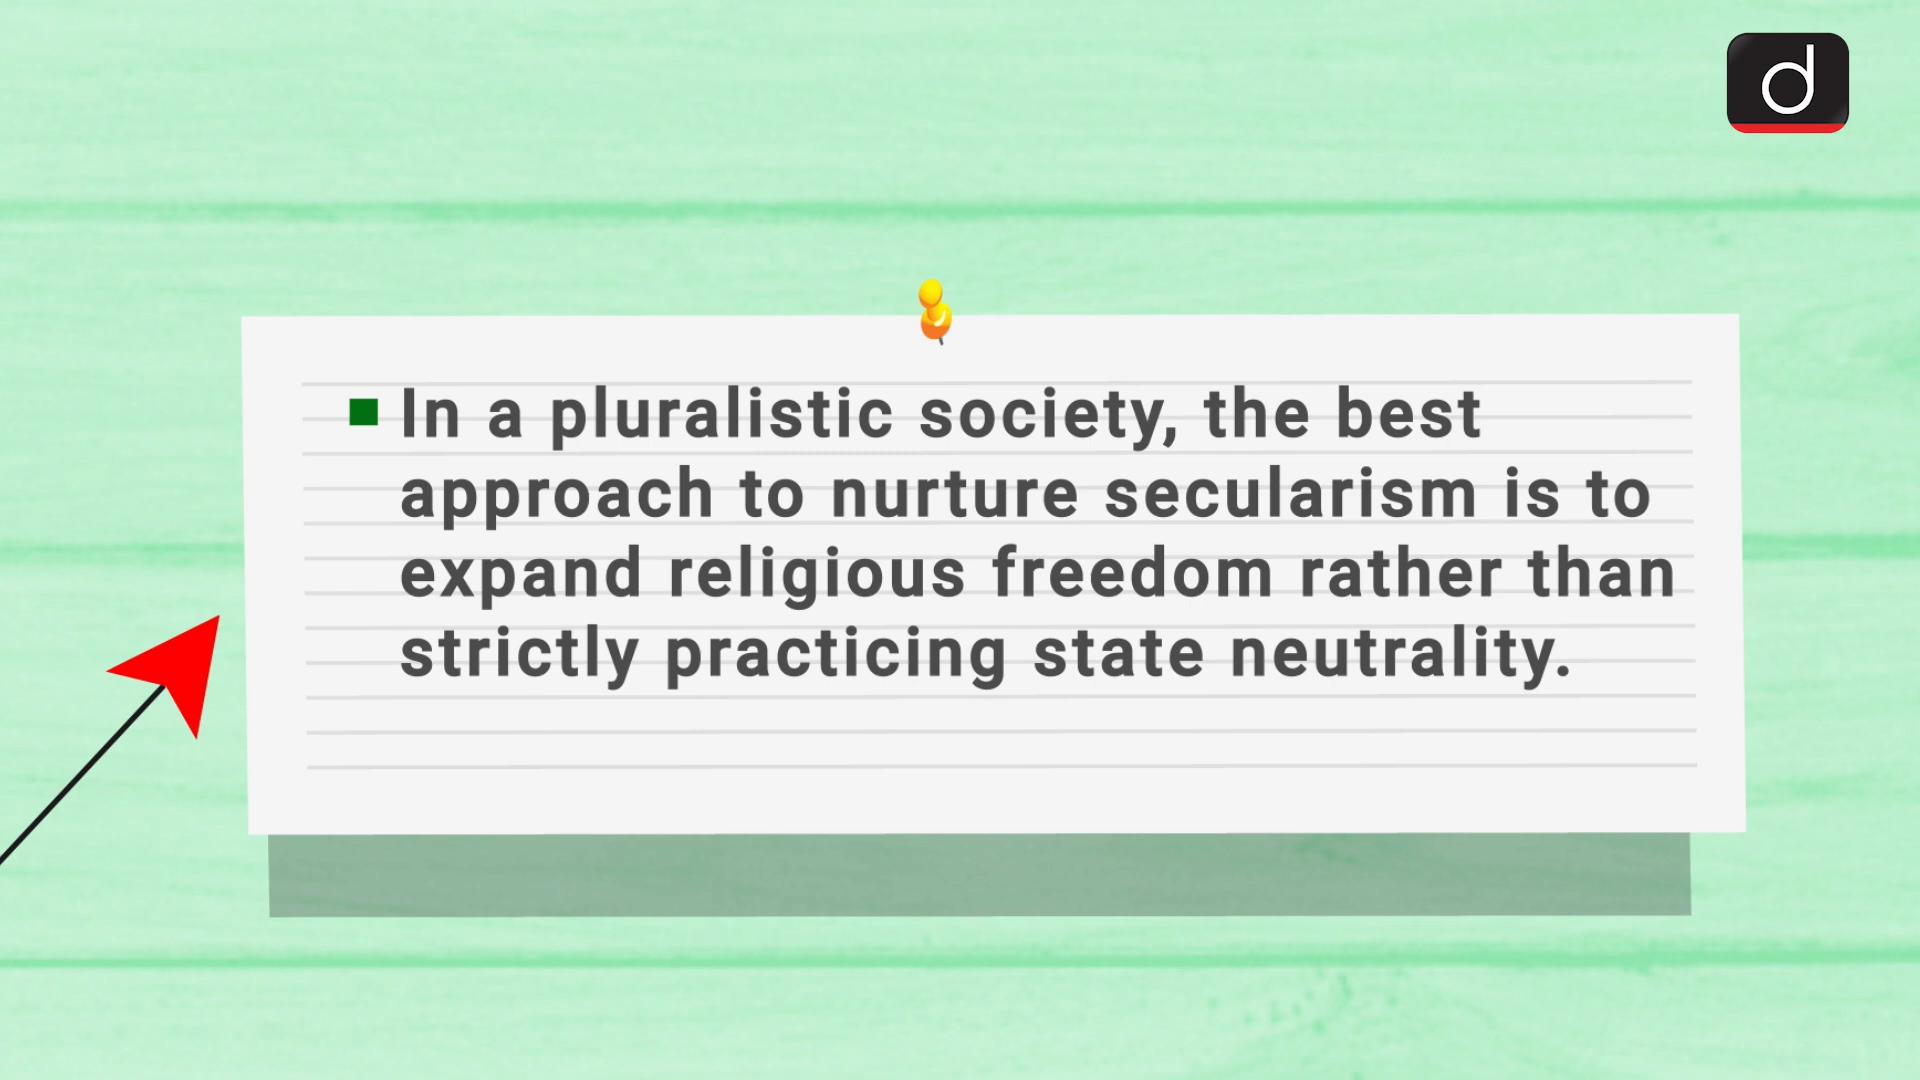 d
In a pluralistic society, the best
approach to nurture secularism is to
expand religious freedom rather than
strictly practicing state neutrality.